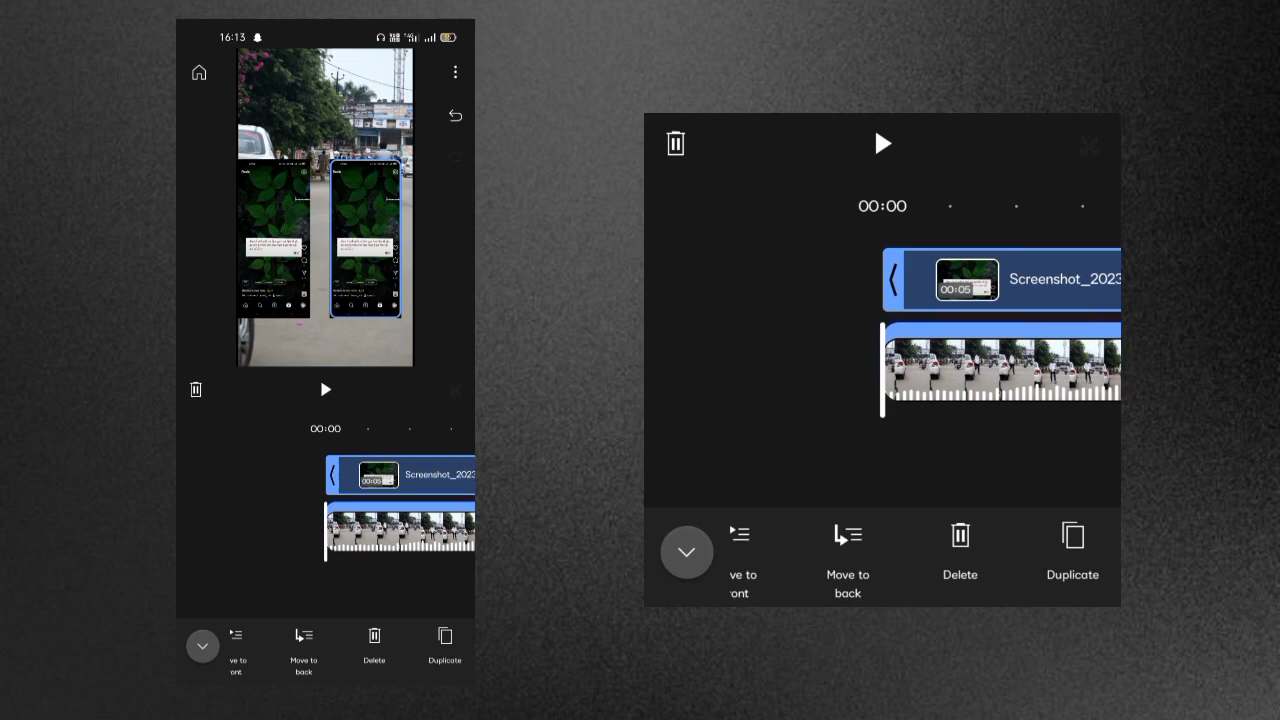 16:13
00:00
00:05
Screenshot_2023
ve to
ont
Move to
back
Delete
Duplicate
00:00
00:05
Screenshot_2023
ve to
ont
Move to
back
Delete
Duplicate